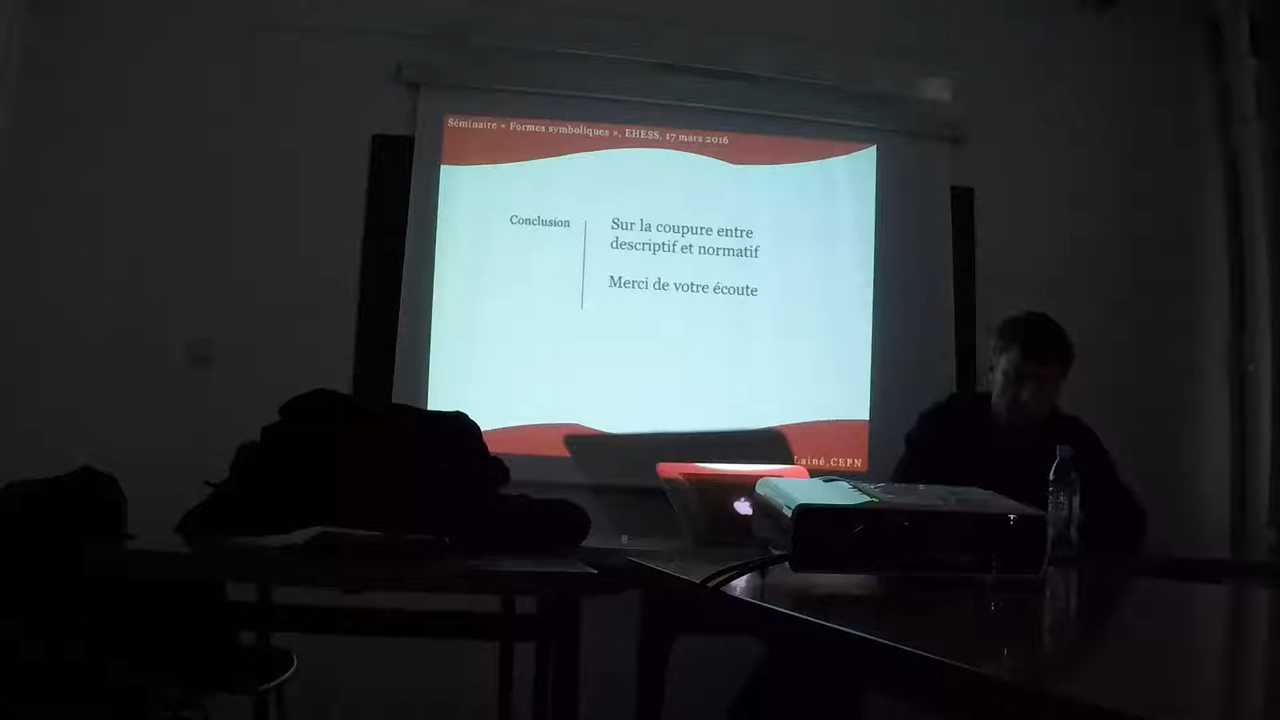 Séminaire « Formes symboliques », EHESS, 17 mars 2016
Conclusion
Sur la coupure entre
descriptif et normatif
Merci de votre écoute
Lainé, CEPN